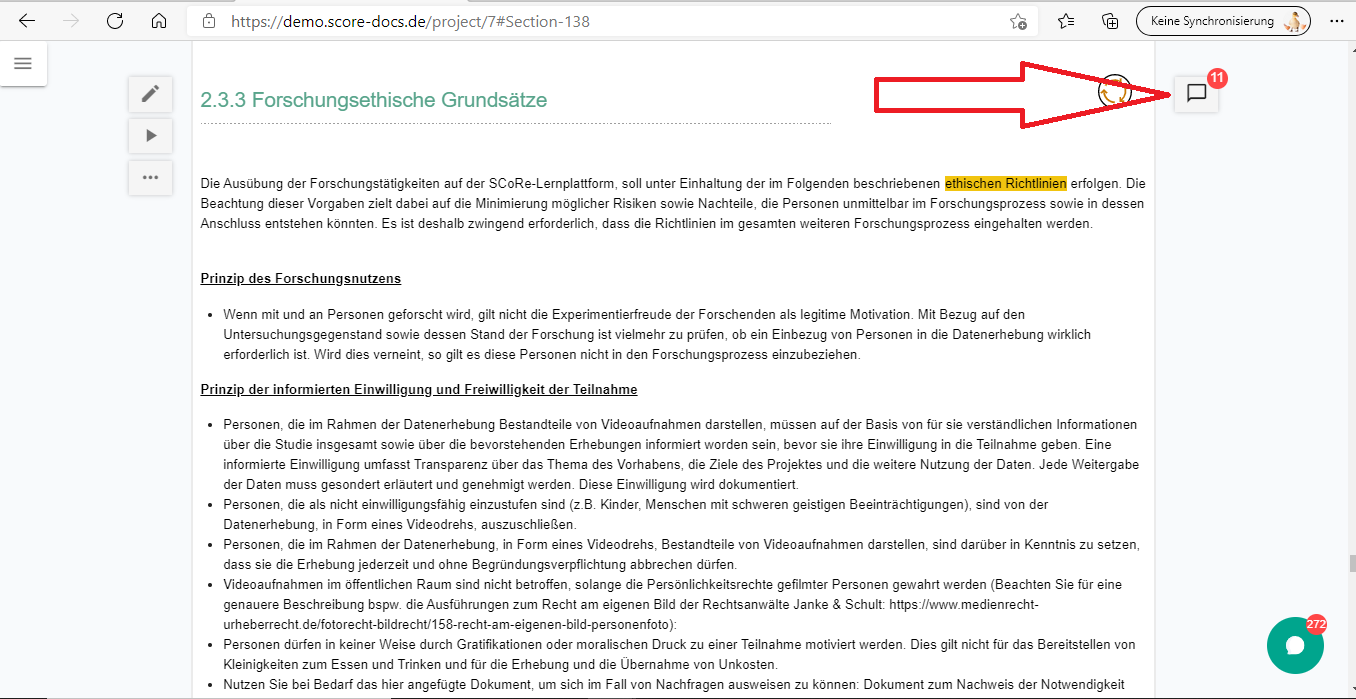 https://demo.score-docs.de/project/7#Section-138
Keine Synchronisierung
11
2.3.3 Forschungsethische Grundsätze
Die Ausübung der Forschungstätigkeiten auf der SCoRe-Lernplattform, soll unter Einhaltung der im Folgenden beschriebenen ethischen Richtlinien erfolgen. Die
Beachtung dieser Vorgaben zielt dabei auf die Minimierung möglicher Risiken sowie Nachteile, die Personen unmittelbar im Forschungsprozess sowie in dessen
Anschluss entstehen könnten. Es ist deshalb zwingend erforderlich, dass die Richtlinien im gesamten weiteren Forschungsprozess eingehalten werden.
Prinzip des Forschungsnutzens
• Wenn mit und an Personen geforscht wird, gilt nicht die Experimentierfreude der Forschenden als legitime Motivation. Mit Bezug auf den
Untersuchungsgegenstand sowie dessen Stand der Forschung ist vielmehr zu prüfen, ob ein Einbezug von Personen in die Datenerhebung wirklich
erforderlich ist. Wird dies verneint, so gilt es diese Personen nicht in den Forschungsprozess einzubeziehen.
Prinzip der informierten Einwilligung und Freiwilligkeit der Teilnahme
• Personen, die im Rahmen der Datenerhebung Bestandteile von Videoaufnahmen darstellen, müssen auf der Basis von für sie verständlichen Informationen
über die Studie insgesamt sowie über die bevorstehenden Erhebungen informiert worden sein, bevor sie ihre Einwilligung in die Teilnahme geben. Eine
informierte Einwilligung umfasst Transparenz über das Thema des Vorhabens, die Ziele des Projektes und die weitere Nutzung der Daten. Jede Weitergabe
der Daten muss gesondert erläutert und genehmigt werden. Diese Einwilligung wird dokumentiert.
• Personen, die als nicht einwilligungsfähig einzustufen sind (z.B. Kinder, Menschen mit schweren geistigen Beeinträchtigungen), sind von der
Datenerhebung, in Form eines Videodrehs, auszuschließen.
• Personen, die im Rahmen der Datenerhebung, in Form eines Videodrehs, Bestandteile von Videoaufnahmen darstellen, sind darüber in Kenntnis zu setzen,
dass sie die Erhebung jederzeit und ohne Begründungsverpflichtung abbrechen dürfen.
• Videoaufnahmen im öffentlichen Raum sind nicht betroffen, solange die Persönlichkeitsrechte gefilmter Personen gewahrt werden (Beachten Sie für eine
genauere Beschreibung bspw. die Ausführungen zum Recht am eigenen Bild der Rechtsanwälte Janke & Schult: https://www.medienrecht-
urheberrecht.de/fotorecht-bildrecht/158-recht-am-eigenen-bild-personenfoto):
• Personen dürfen in keiner Weise durch Gratifikationen oder moralischen Druck zu einer Teilnahme motiviert werden. Dies gilt nicht für das Bereitstellen von
Kleinigkeiten zum Essen und Trinken und für die Erhebung und die Übernahme von Unkosten.
• Nutzen Sie bei Bedarf das hier angefügte Dokument, um sich im Fall von Nachfragen ausweisen zu können: Dokument zum Nachweis der Notwendigkeit
272